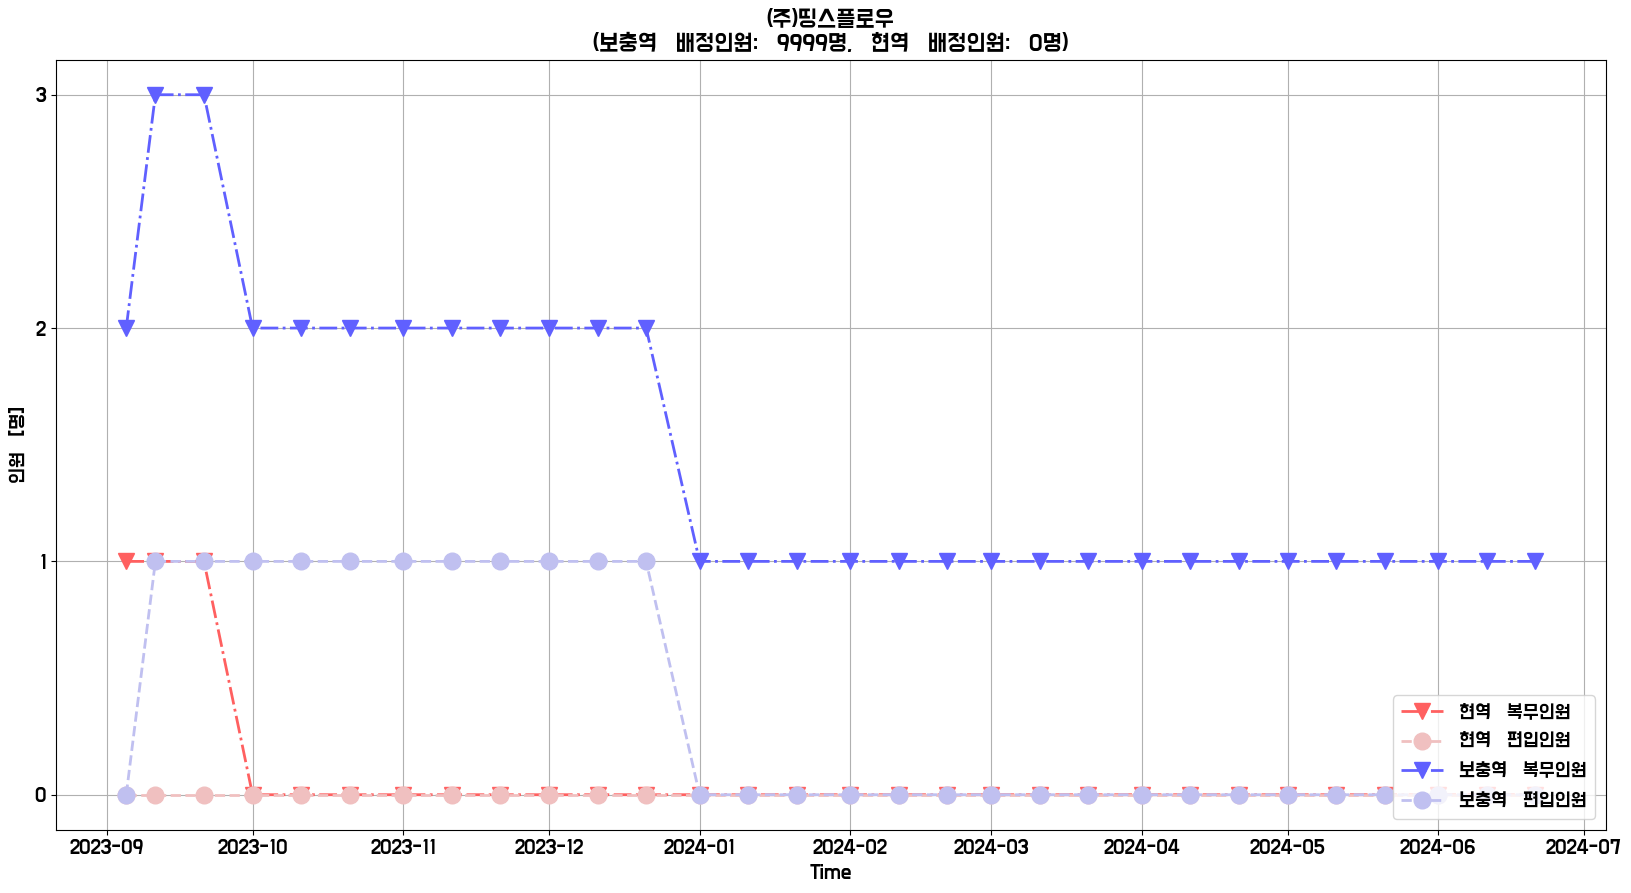 (주)띵스플로우
(보충역 배정인원: 9999명, 현역 배정인원: 0명)
3
2
1
0
인원 [명]
2023-09 2023-10 2023-11 2023-12 2024-01 2024-02 2024-03 2024-04 2024-05 2024-06 2024-07
Time
현역 복무인원
현역 편입인원
보충역 복무인원
보충역 편입인원